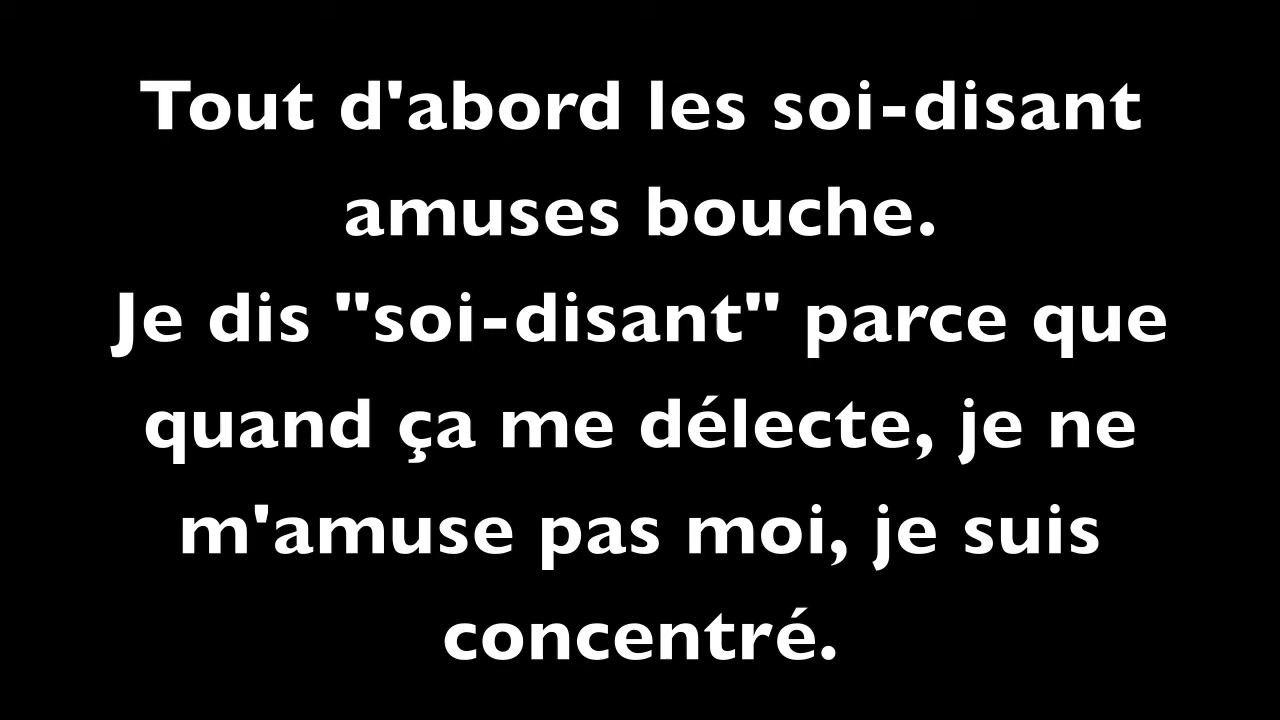 Tout d'abord les soi-disant
amuses bouche.
Je dis "soi-disant" parce que
quand ça me délecte, je ne
m'amuse pas moi, je suis
concentré.